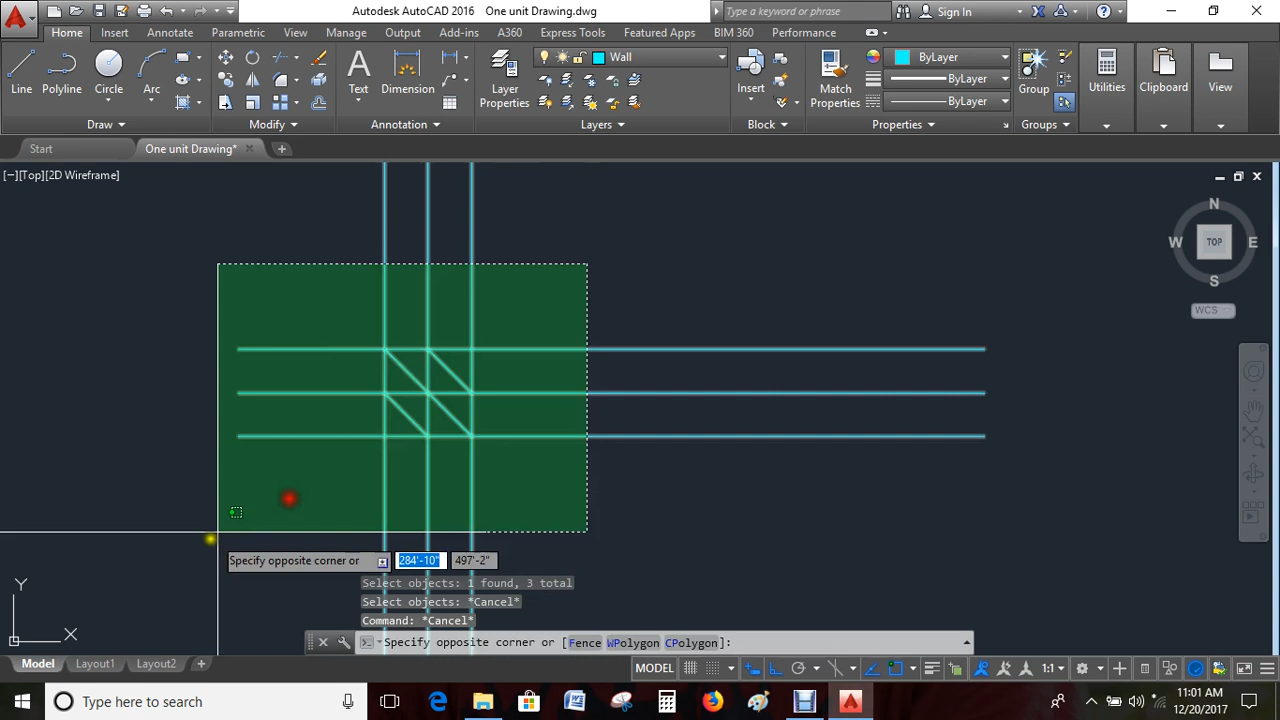 Autodesk AutoCAD 2016 One unit Drawing.dwg
Type a keyword or phrase
Sign In
Home Insert Annotate Parametric View Manage Output Add-ins A360 Express Tools Featured Apps BIM 360 Performance
Wall
ByLayer
ByLayer
ByLayer
Line Polyline Circle Arc Text Dimension Layer Properties Insert Match Properties Group Utilities Clipboard View
Draw Modify Annotation Layers Block Properties Groups
Start One unit Drawing*
[−][Top][2D Wireframe]
N
W TOP E
S
WCS
Specify opposite corner or 284'-10" 497'-2"
Select objects: 1 found, 3 total
Select objects: *Cancel*
Command: *Cancel*
Specify opposite corner or [Fence WPolygon CPolygon]:
Y
X
Model Layout1 Layout2 +
MODEL 1:1
Type here to search
11:01 AM
12/20/2017